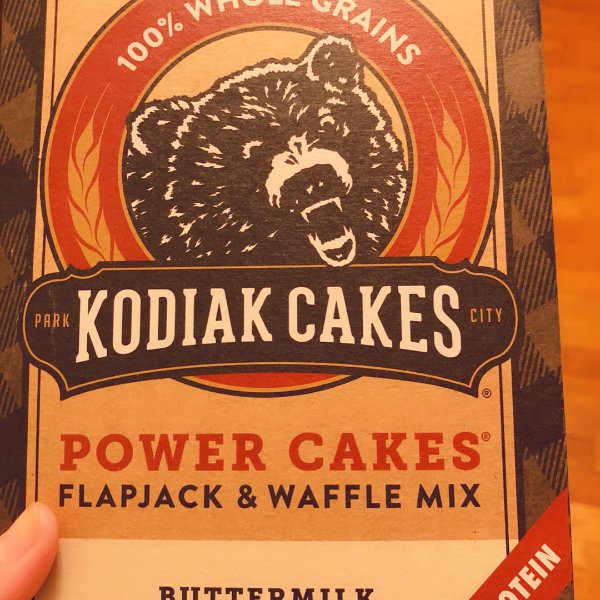 100% WHOLE GRAINS
PARK KODIAK CAKES CITY
®
POWER CAKES®
FLAPJACK & WAFFLE MIX
BUTTERMILK